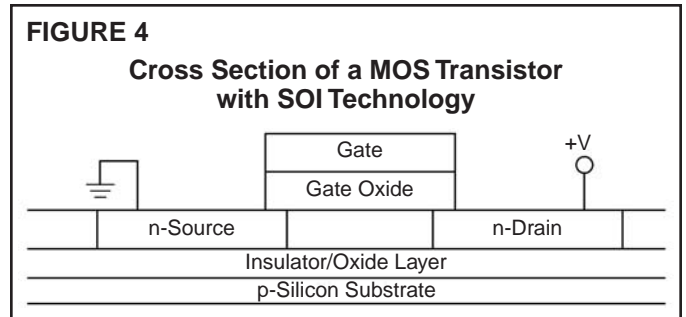 FIGURE 4
Cross Section of a MOS Transistor
with SOI Technology
Gate
+V
Gate Oxide
n-Source
n-Drain
Insulator/Oxide Layer
p-Silicon Substrate